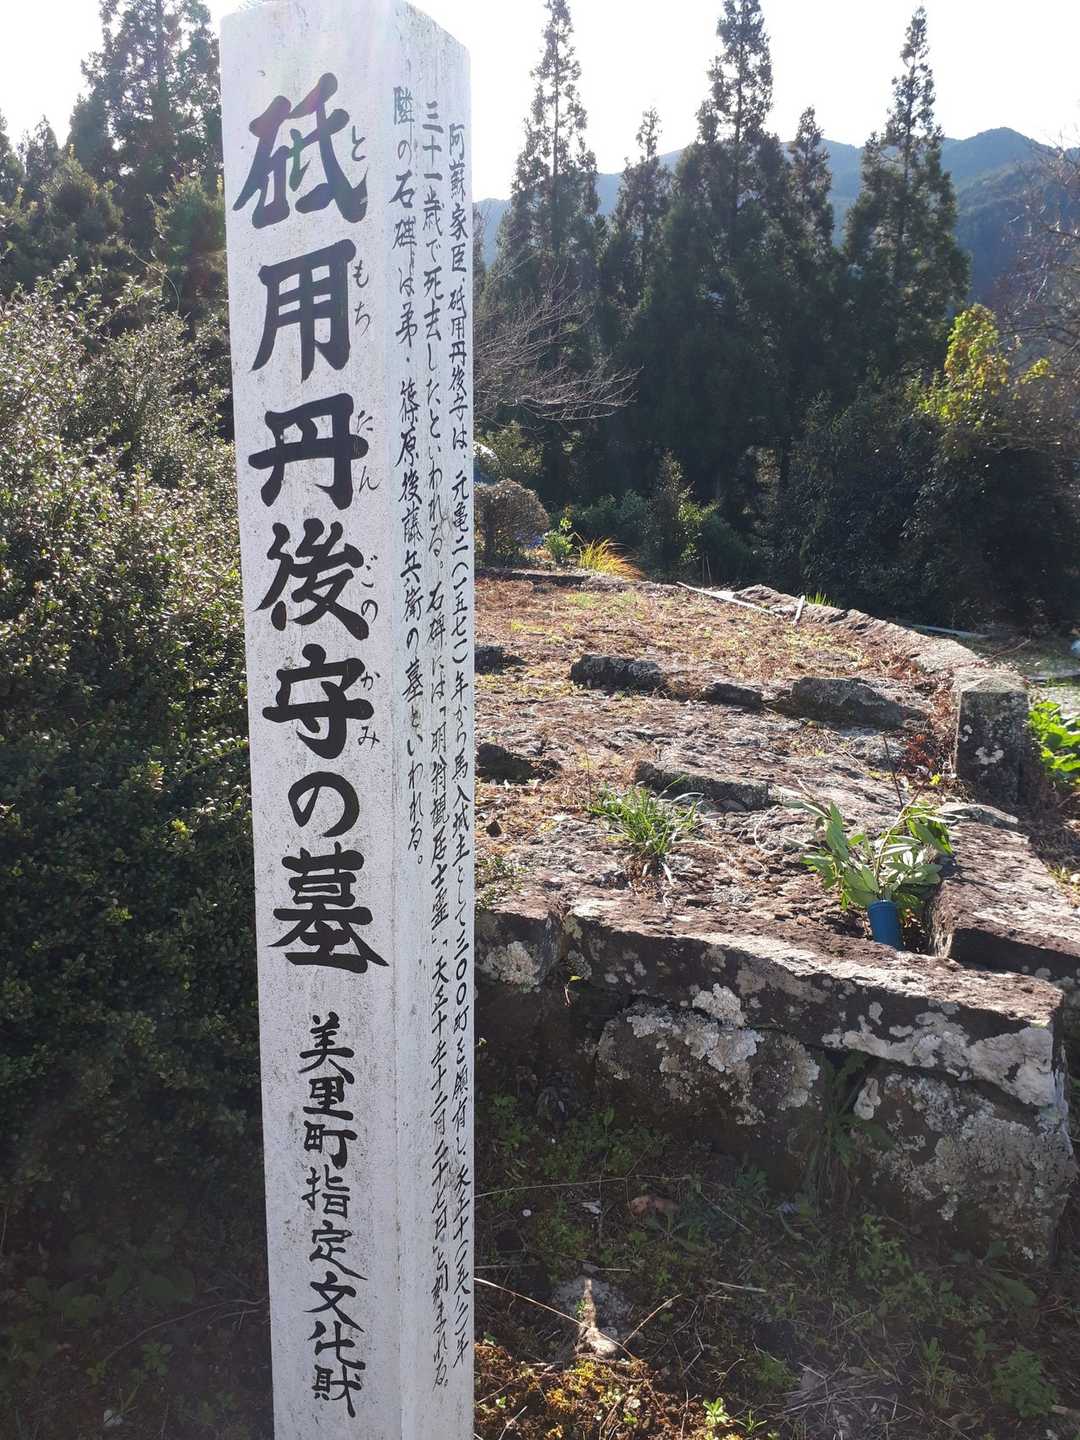 砥用丹後守の墓
ともち たん ごのかみ
美里町指定文化財
阿蘇家臣、砥用丹後守は、元亀二(一五七一)年から馬入城主として三〇〇町を領有し、天正十(一五八二)年
三十一歳で死去したといわれる。石碑には「明翁観居士霊」「天正十年十二月二十七日」と刻まれる。
隣の石碑は弟・篠原後藤兵衛の墓といわれる。